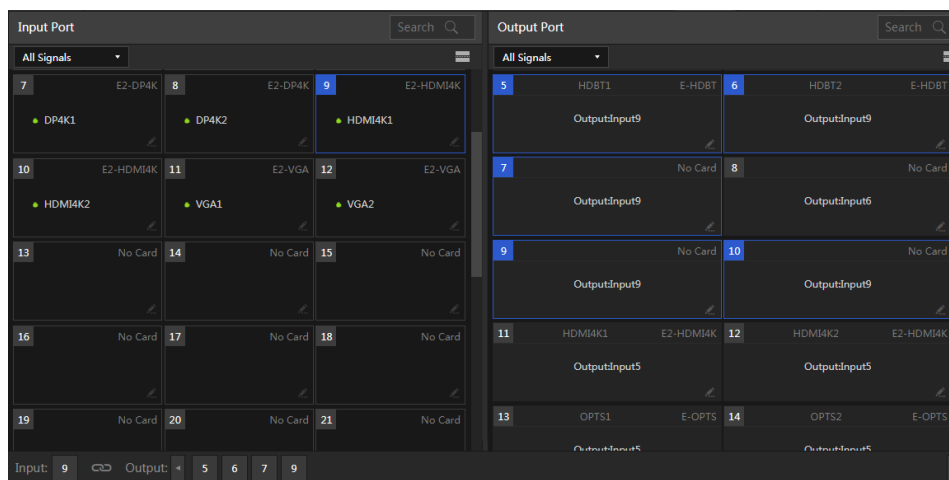 Input Port Search
All Signals
7 E2-DP4K 8 E2-DP4K 9 E2-HDMI4K
DP4K1 DP4K2 HDMI4K1
10 E2-HDMI4K 11 E2-VGA 12 E2-VGA
HDMI4K2 VGA1 VGA2
13 No Card 14 No Card 15 No Card
16 No Card 17 No Card 18 No Card
19 No Card 20 No Card 21 No Card
Output Port Search
All Signals
5 HDBT1 E-HDBT 6 HDBT2 E-HDBT
Output:Input9 Output:Input9
7 No Card 8 No Card
Output:Input9 Output:Input6
9 No Card 10 No Card
Output:Input9 Output:Input9
11 HDMI4K1 E2-HDMI4K 12 HDMI4K2 E2-HDMI4K
Output:Input5 Output:Input5
13 OPTS1 E-OPTS 14 OPTS2 E-OPTS
Output:Input5 Output:Input5
Input: 9 Output: 5 6 7 9